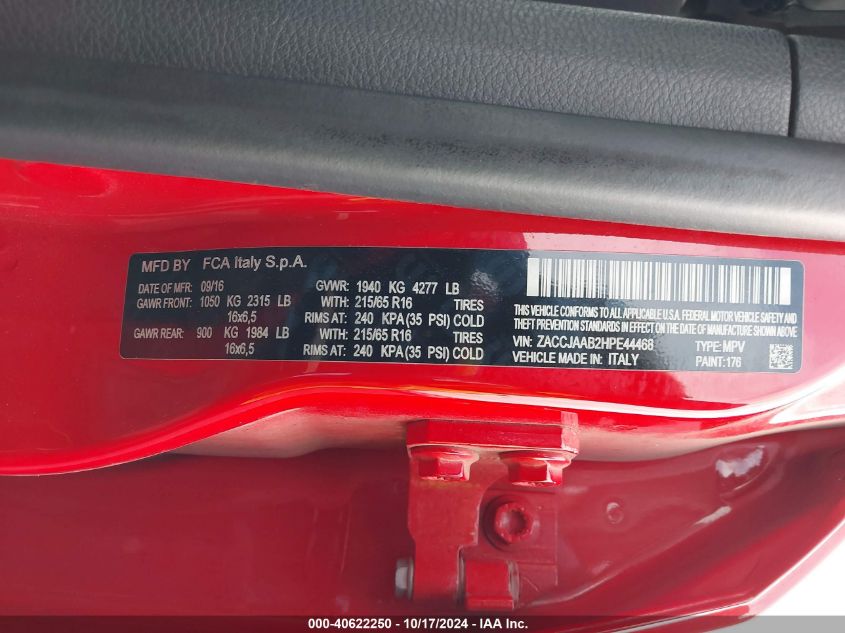 MFD BY FCA Italy S.p.A.
DATE OF MFR: 09/16 GVWR: 1940 KG 4277 LB
GAWR FRONT: 1050 KG 2315 LB WITH: 215/65 R16 TIRES
16x6,5 RIMS AT: 240 KPA (35 PSI) COLD
GAWR REAR: 900 KG 1984 LB WITH: 215/65 R16 TIRES
16x6,5 RIMS AT: 240 KPA (35 PSI) COLD
THIS VEHICLE CONFORMS TO ALL APPLICABLE U.S.A. FEDERAL MOTOR VEHICLE SAFETY AND
THEFT PREVENTION STANDARDS IN EFFECT ON THE DATE OF MANUFACTURE SHOWN ABOVE
VIN: ZACCJAAB2HPE44468 TYPE: MPV
VEHICLE MADE IN: ITALY PAINT: 176
000-40622250 - 10/17/2024 - IAA Inc.